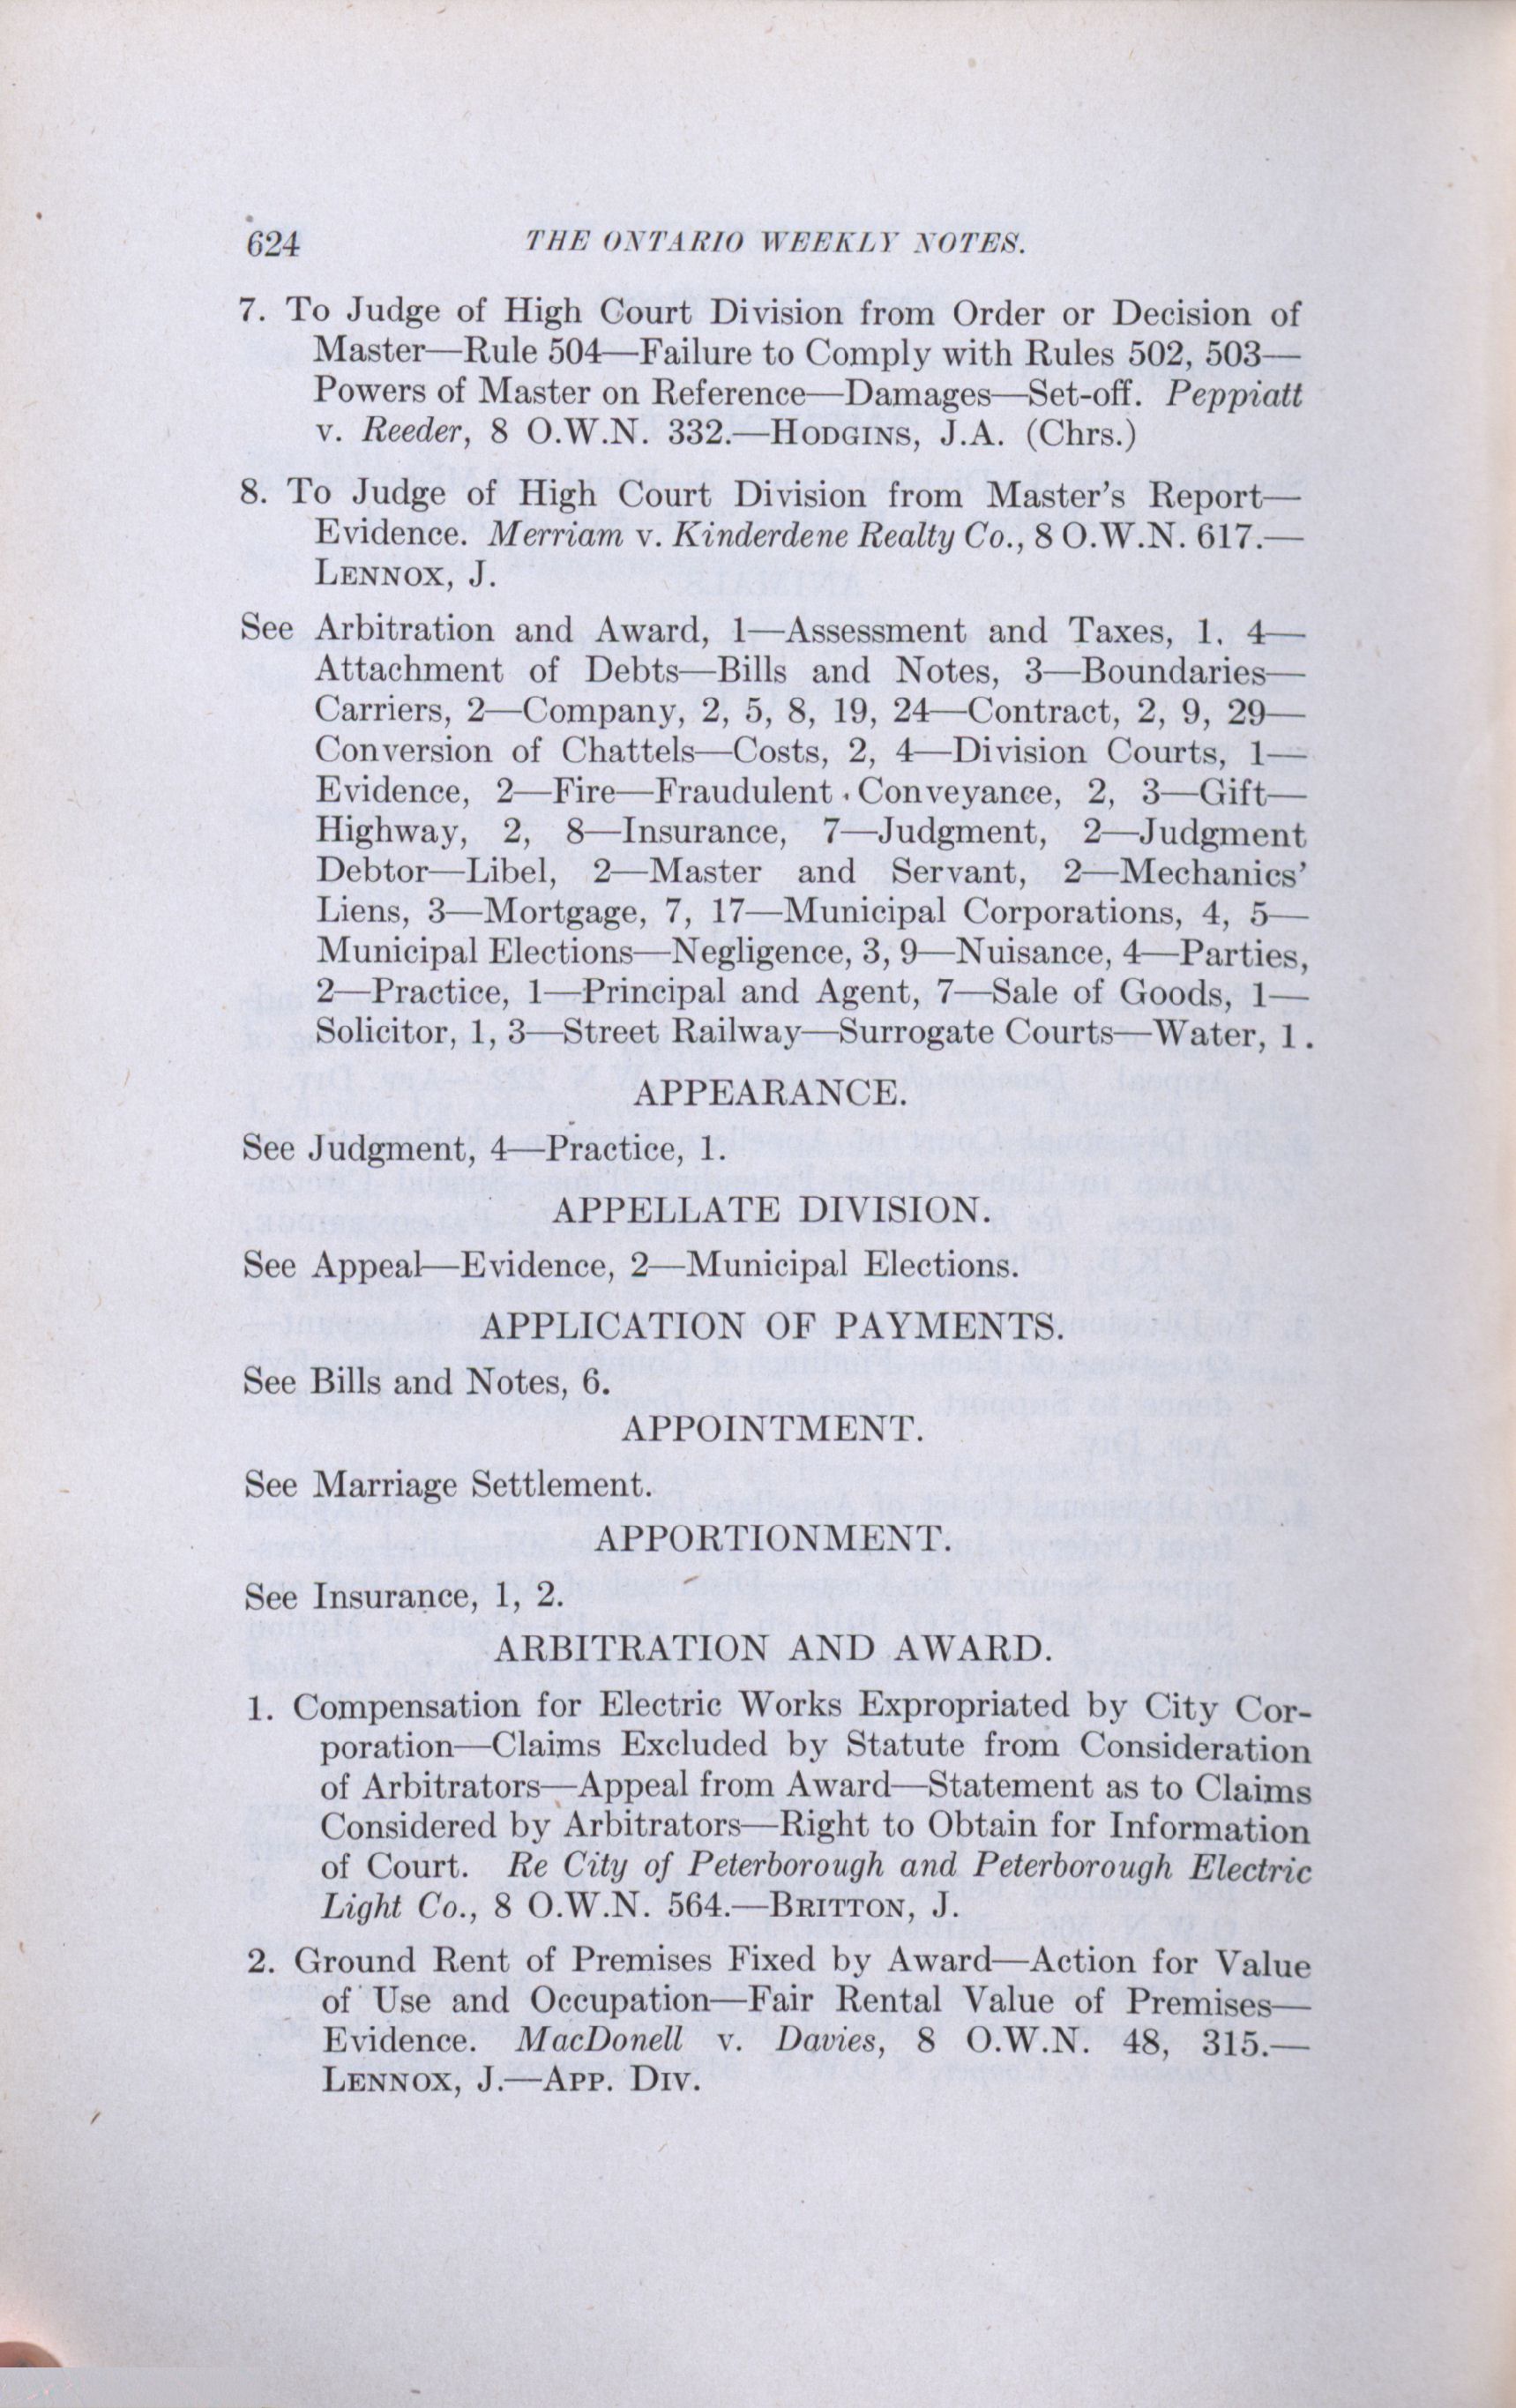 624 THE ONTARIO WEEKLY NOTES.
7. To Judge of High Court Division from Order or Decision of
Master—Rule 504—Failure to Comply with Rules 502, 503—
Powers of Master on Reference—Damages—Set-off. Peppiatt
v. Reeder, 8 O.W.N. 332.—HODGINS, J.A. (Chrs.)
8. To Judge of High Court Division from Master's Report—
Evidence. Merriam v. Kinderdene Realty Co., 8 O.W.N. 617.—
LENNOX, J.
See Arbitration and Award, 1—Assessment and Taxes, 1, 4—
Attachment of Debts—Bills and Notes, 3—Boundaries—
Carriers, 2—Company, 2, 5, 8, 19, 24—Contract, 2, 9, 29—
Conversion of Chattels—Costs, 2, 4—Division Courts, 1—
Evidence, 2—Fire—Fraudulent Conveyance, 2, 3—Gift—
Highway, 2, 8—Insurance, 7—Judgment, 2—Judgment
Debtor—Libel, 2—Master and Servant, 2—Mechanics'
Liens, 3—Mortgage, 7, 17—Municipal Corporations, 4, 5—
Municipal Elections—Negligence, 3, 9—Nuisance, 4—Parties,
2—Practice, 1—Principal and Agent, 7—Sale of Goods, 1—
Solicitor, 1, 3—Street Railway—Surrogate Courts—Water, 1.
APPEARANCE.
See Judgment, 4—Practice, 1.
APPELLATE DIVISION.
See Appeal—Evidence, 2—Municipal Elections.
APPLICATION OF PAYMENTS.
See Bills and Notes, 6.
APPOINTMENT.
See Marriage Settlement.
APPORTIONMENT.
See Insurance, 1, 2.
ARBITRATION AND AWARD.
1. Compensation for Electric Works Expropriated by City Cor-
poration—Claims Excluded by Statute from Consideration
of Arbitrators—Appeal from Award—Statement as to Claims
Considered by Arbitrators—Right to Obtain for Information
of Court. Re City of Peterborough and Peterborough Electric
Light Co., 8 O.W.N. 564.—BRITTON, J.
2. Ground Rent of Premises Fixed by Award—Action for Value
of Use and Occupation—Fair Rental Value of Premises—
Evidence. MacDonell v. Davies, 8 O.W.N. 48, 315.—
LENNOX, J.—APP. DIV.